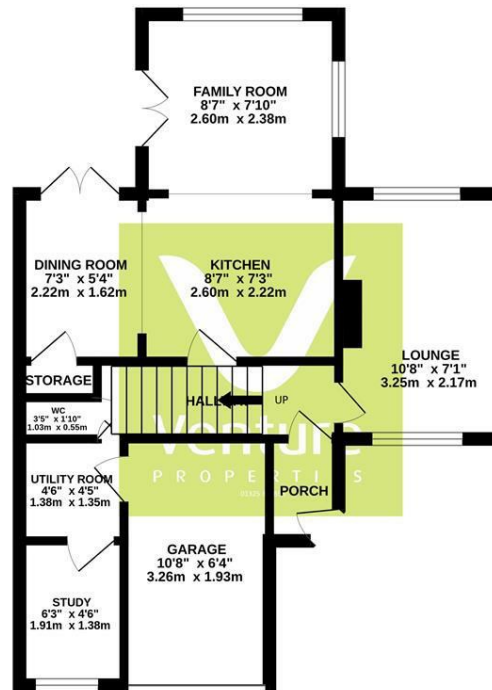 FAMILY ROOM
8'7" x 7'10"
2.60m x 2.38m
DINING ROOM
7'3" x 5'4"
2.22m x 1.62m
KITCHEN
8'7" x 7'3"
2.60m x 2.22m
LOUNGE
10'8" x 7'1"
3.25m x 2.17m
STORAGE
HALL
UP
WC
3'5" x 1'10"
1.03m x 0.55m
Venture
PROPERTIES
UTILITY ROOM
4'6" x 4'5"
1.38m x 1.35m
PORCH
GARAGE
10'8" x 6'4"
3.26m x 1.93m
STUDY
6'3" x 4'6"
1.91m x 1.38m